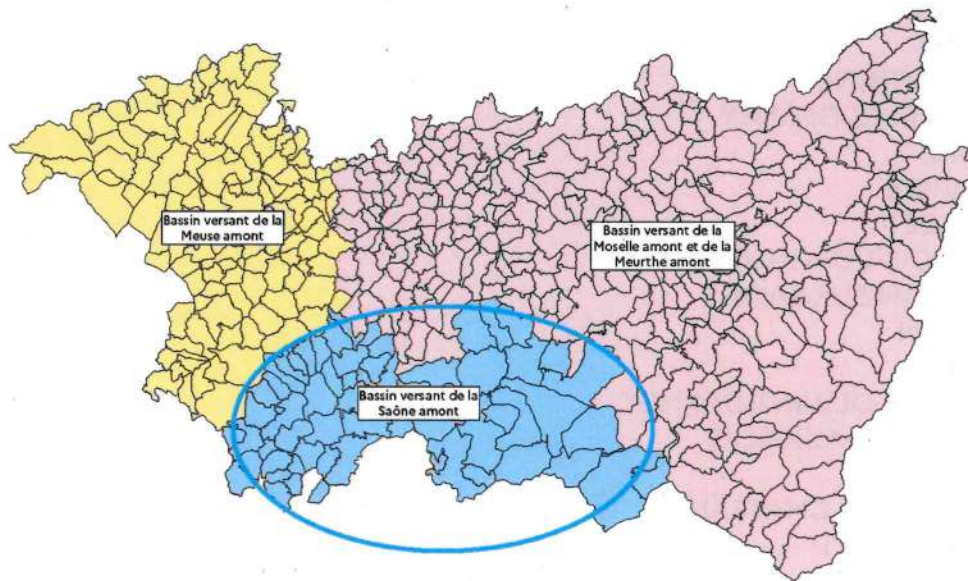 Bassin versant de la
Meuse amont
Bassin versant de la
Moselle amont et de la
Meurthe amont
Bassin versant de la
Saône amont